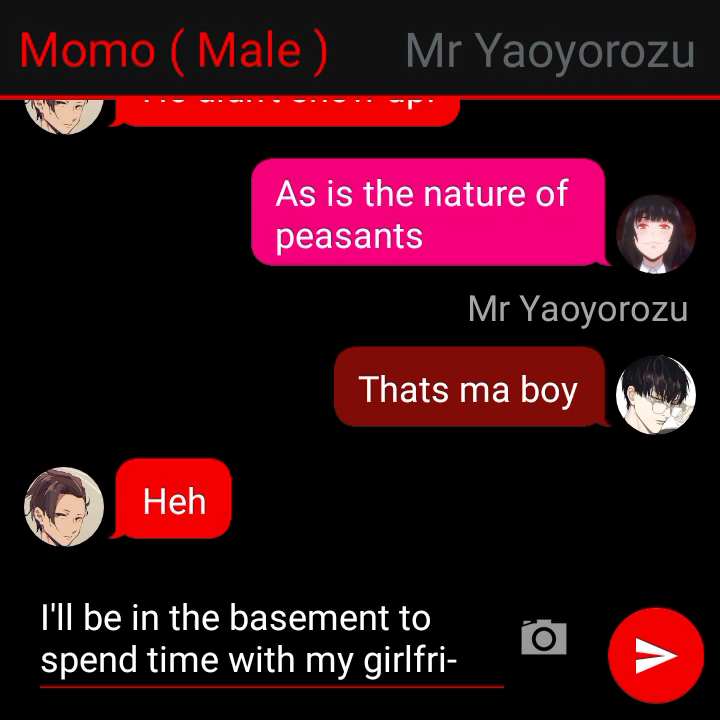 Momo ( Male ) Mr Yaoyorozu
As is the nature of
peasants
Mr Yaoyorozu
Thats ma boy
Heh
I'll be in the basement to
spend time with my girlfri-